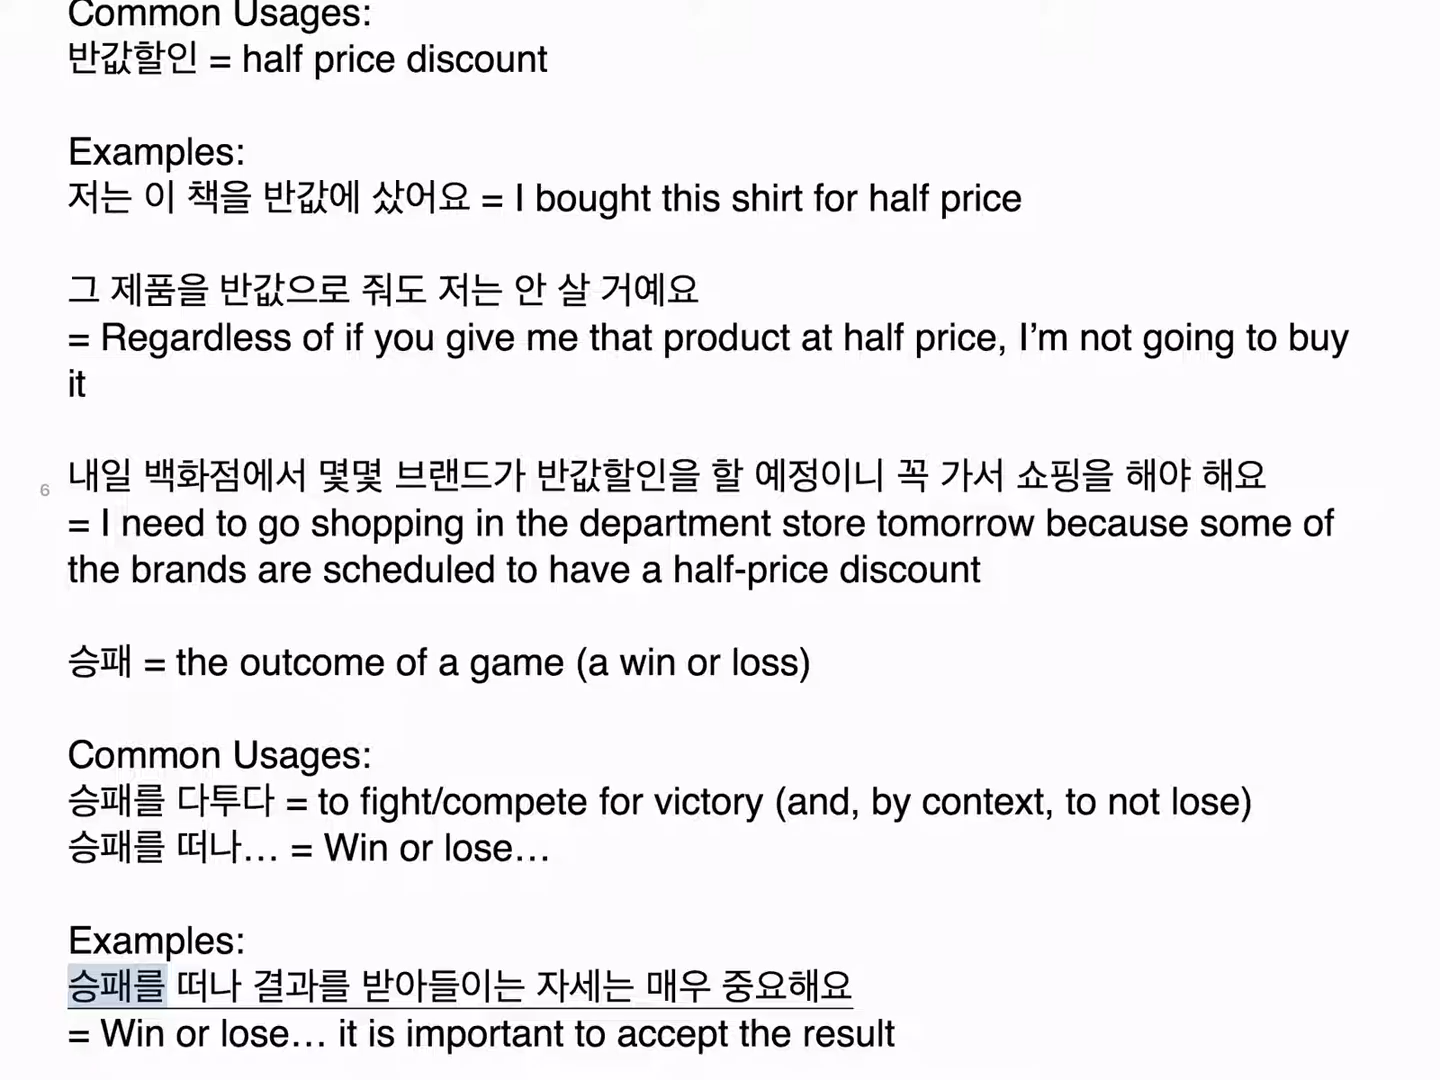 Common Usages:
반값할인 = half price discount
Examples:
저는 이 책을 반값에 샀어요 = I bought this shirt for half price
그 제품을 반값으로 줘도 저는 안 살 거예요
= Regardless of if you give me that product at half price, I’m not going to buy
it
6
내일 백화점에서 몇몇 브랜드가 반값할인을 할 예정이니 꼭 가서 쇼핑을 해야 해요
= I need to go shopping in the department store tomorrow because some of
the brands are scheduled to have a half-price discount
승패 = the outcome of a game (a win or loss)
Common Usages:
승패를 다투다 = to fight/compete for victory (and, by context, to not lose)
승패를 떠나… = Win or lose…
Examples:
승패를 떠나 결과를 받아들이는 자세는 매우 중요해요
= Win or lose… it is important to accept the result